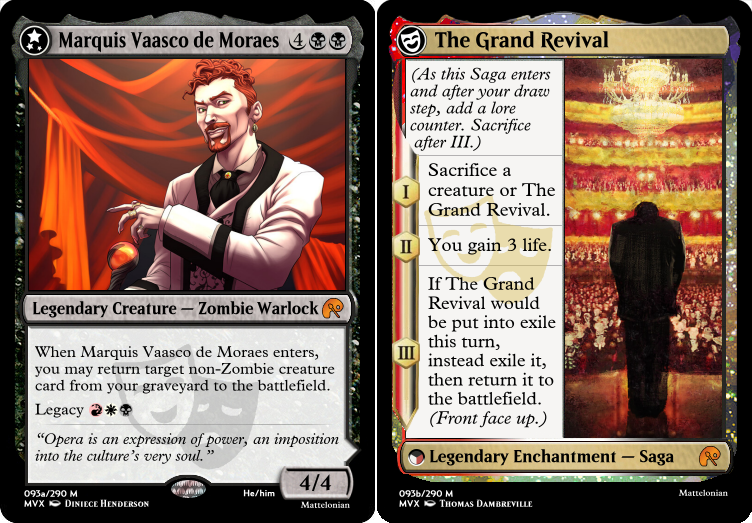 Marquis Vaasco de Moraes 4
Legendary Creature — Zombie Warlock
When Marquis Vaasco de Moraes enters,
you may return target non-Zombie creature
card from your graveyard to the battlefield.
Legacy
“Opera is an expression of power, an imposition
into the culture’s very soul.”
4/4
093a/290 M
He/him
MVX Diniece Henderson
Mattelonian
The Grand Revival
(As this Saga enters
and after your draw
step, add a lore
counter. Sacrifice
after III.)
I
Sacrifice a
creature or The
Grand Revival.
II
You gain 3 life.
III
If The Grand
Revival would
be put into exile
this turn,
instead exile it,
then return it to
the battlefield.
(Front face up.)
Legendary Enchantment — Saga
093b/290 M
Mattelonian
MVX Thomas Dambreville